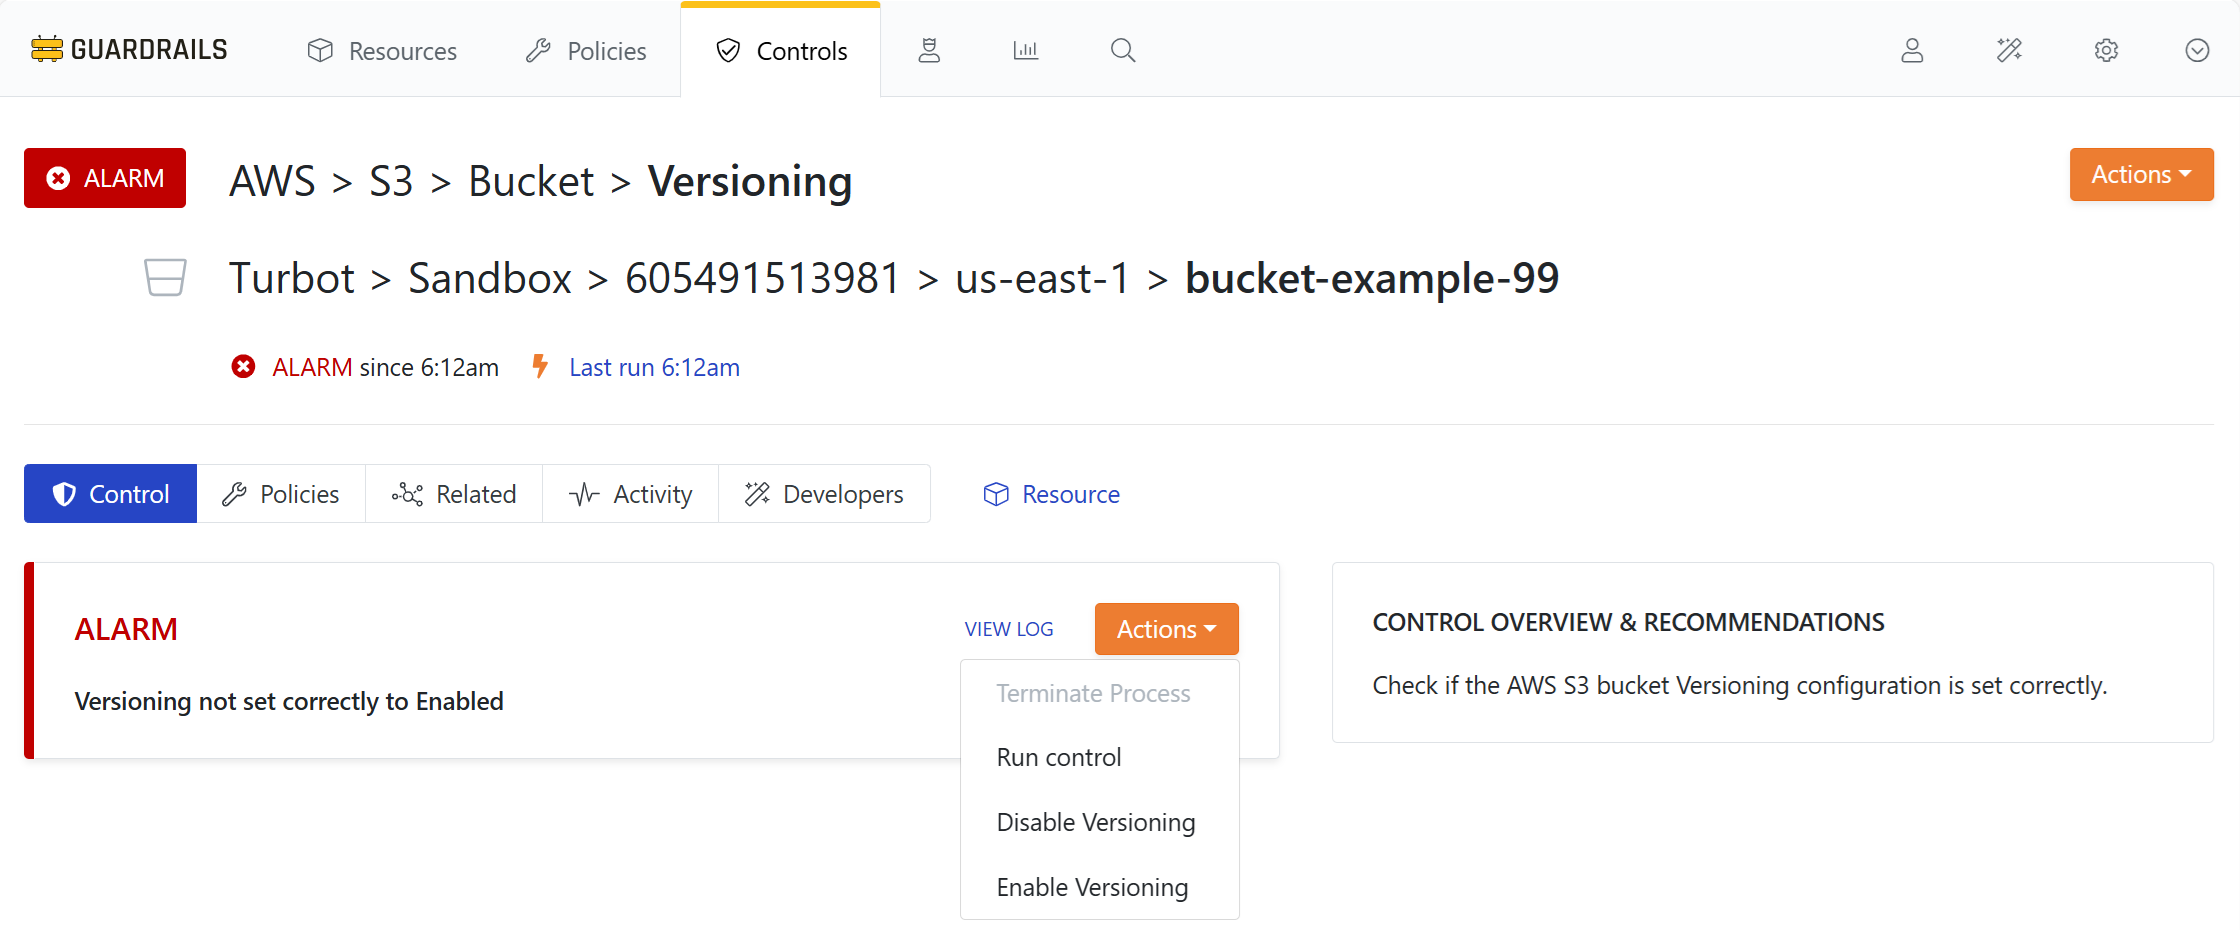 GUARDRAILS Resources Policies Controls
ALARM AWS > S3 > Bucket > Versioning Actions
Turbot > Sandbox > 605491513981 > us-east-1 > bucket-example-99
ALARM since 6:12am Last run 6:12am
Control Policies Related Activity Developers Resource
ALARM VIEW LOG Actions
Versioning not set correctly to Enabled
Terminate Process
Run control
Disable Versioning
Enable Versioning
CONTROL OVERVIEW & RECOMMENDATIONS
Check if the AWS S3 bucket Versioning configuration is set correctly.